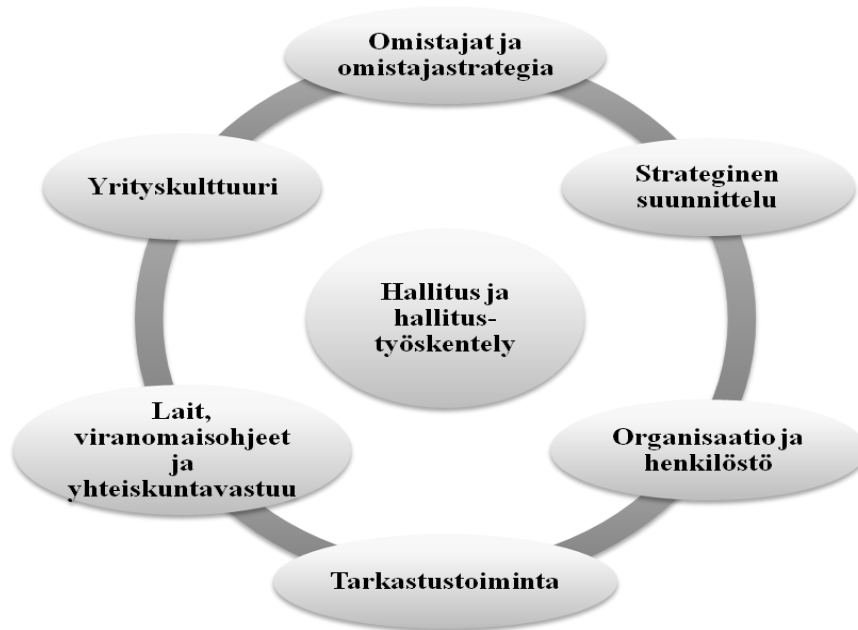 Omistajat ja
omistajastrategia
Yrityskulttuuri
Strateginen
suunnittelu
Hallitus ja
hallitus-
työskentely
Lait,
viranomaisohjeet
ja
yhteiskuntavastuu
Organisaatio ja
henkilöstö
Tarkastustoiminta